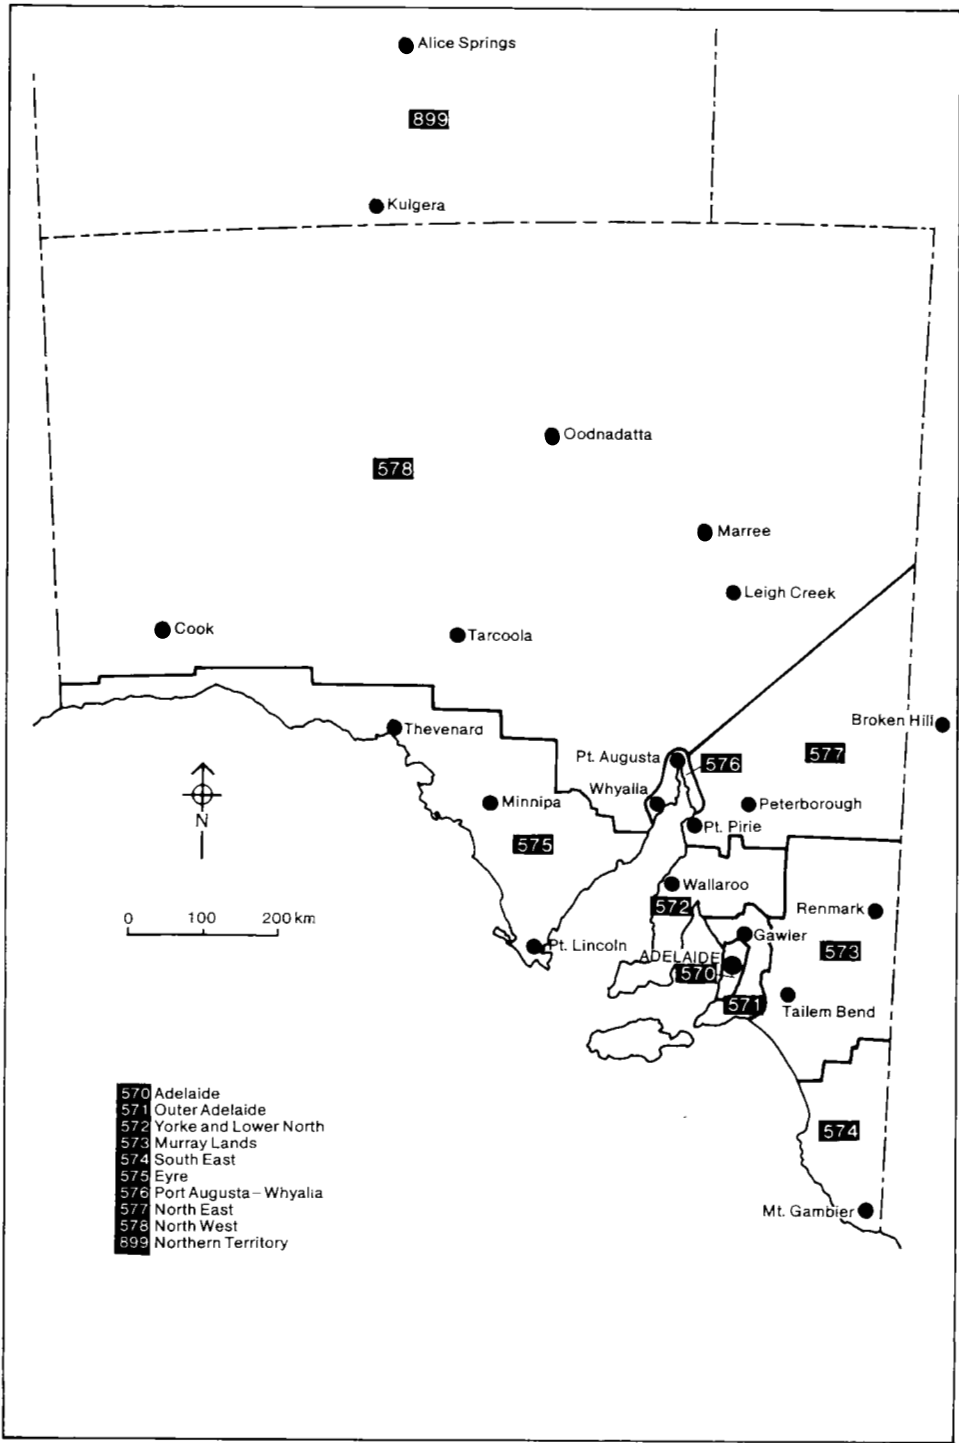 Alice Springs
899
Kulgera
Oodnadatta
578
Marree
Leigh Creek
Cook
Tarcoola
Broken Hill
Thevenard
Pt. Augusta
576
577
Whyalla
Minnipa
Peterborough
Pt. Pirie
575
N
Wallaroo
572
Renmark
0 100 200 km
Pt. Lincoln
Gawler
573
ADELAIDE
570
571
Tailem Bend
574
Mt. Gambier
570 Adelaide
571 Outer Adelaide
572 Yorke and Lower North
573 Murray Lands
574 South East
575 Eyre
576 Port Augusta – Whyalla
577 North East
578 North West
899 Northern Territory